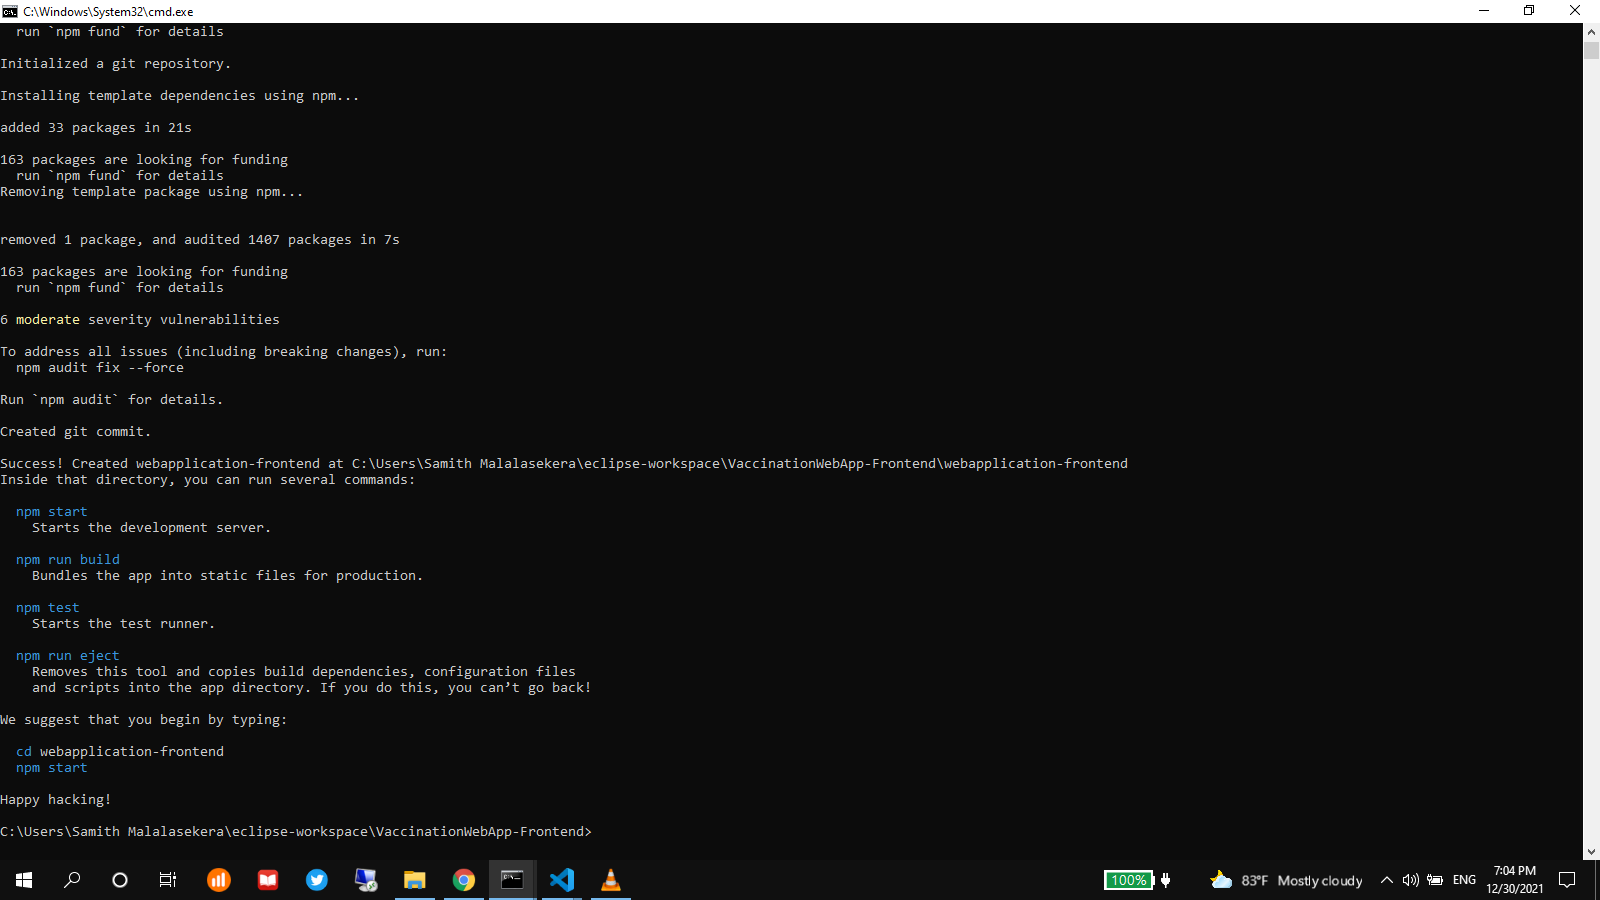 C:\Windows\System32\cmd.exe
run `npm fund` for details
Initialized a git repository.
Installing template dependencies using npm...
added 33 packages in 21s
163 packages are looking for funding
run `npm fund` for details
Removing template package using npm...
removed 1 package, and audited 1407 packages in 7s
163 packages are looking for funding
run `npm fund` for details
6 moderate severity vulnerabilities
To address all issues (including breaking changes), run:
npm audit fix --force
Run `npm audit` for details.
Created git commit.
Success! Created webapplication-frontend at C:\Users\Samith Malalasekera\eclipse-workspace\VaccinationWebApp-Frontend\webapplication-frontend
Inside that directory, you can run several commands:
npm start
Starts the development server.
npm run build
Bundles the app into static files for production.
npm test
Starts the test runner.
npm run eject
Removes this tool and copies build dependencies, configuration files
and scripts into the app directory. If you do this, you can’t go back!
We suggest that you begin by typing:
cd webapplication-frontend
npm start
Happy hacking!
C:\Users\Samith Malalasekera\eclipse-workspace\VaccinationWebApp-Frontend>
100% 83°F Mostly cloudy ENG 7:04 PM
12/30/2021